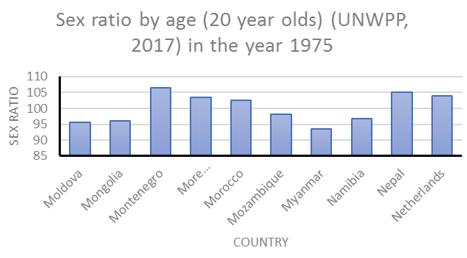 Sex ratio by age (20 year olds) (UNWPP,
2017) in the year 1975
SEX RATIO
110
105
100
95
90
85
Moldova
Mongolia
Montenegro
More...
Morocco
Mozambique
Myanmar
Namibia
Nepal
Netherlands
COUNTRY